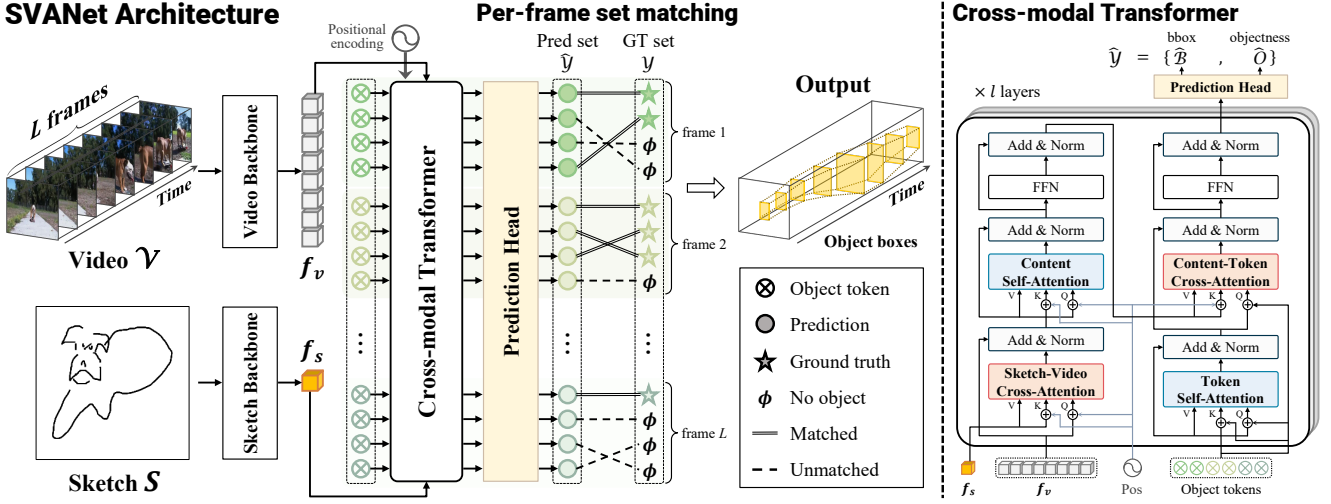 SVANet Architecture
Per-frame set matching
Cross-modal Transformer
Positional
encoding
Pred set
Ŷ
GT set
y
L frames
Time
Video 𝒱
Video Backbone
f_v
Sketch Backbone
f_s
Sketch S
Cross-modal Transformer
Prediction Head
ϕ
ϕ
frame 1
ϕ
frame 2
ϕ
ϕ
ϕ
frame L
Output
Time
Object boxes
Object token
Prediction
Ground truth
ϕ No object
Matched
Unmatched
bbox objectness
Ŷ = {B̂ , Ô}
Prediction Head
× l layers
Add & Norm
FFN
Add & Norm
Content
Self-Attention
V K Q
Add & Norm
Sketch-Video
Cross-Attention
V K Q
Add & Norm
FFN
Add & Norm
Content-Token
Cross-Attention
V K Q
Add & Norm
Token
Self-Attention
V K Q
f_s
f_v
Pos
Object tokens